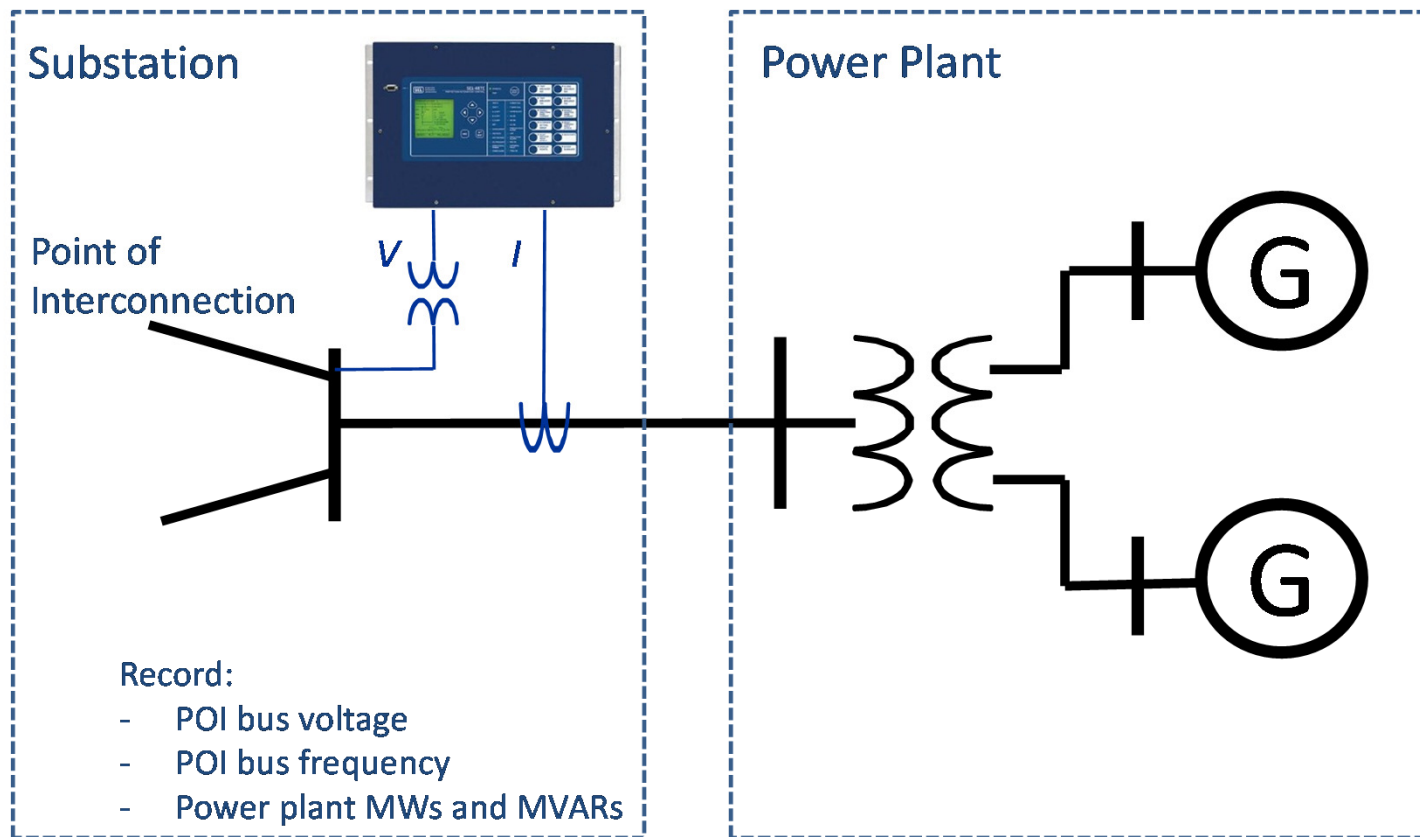 Substation
Power Plant
Point of
Interconnection
V
I
G
G
Record:
- POI bus voltage
- POI bus frequency
- Power plant MWs and MVARs